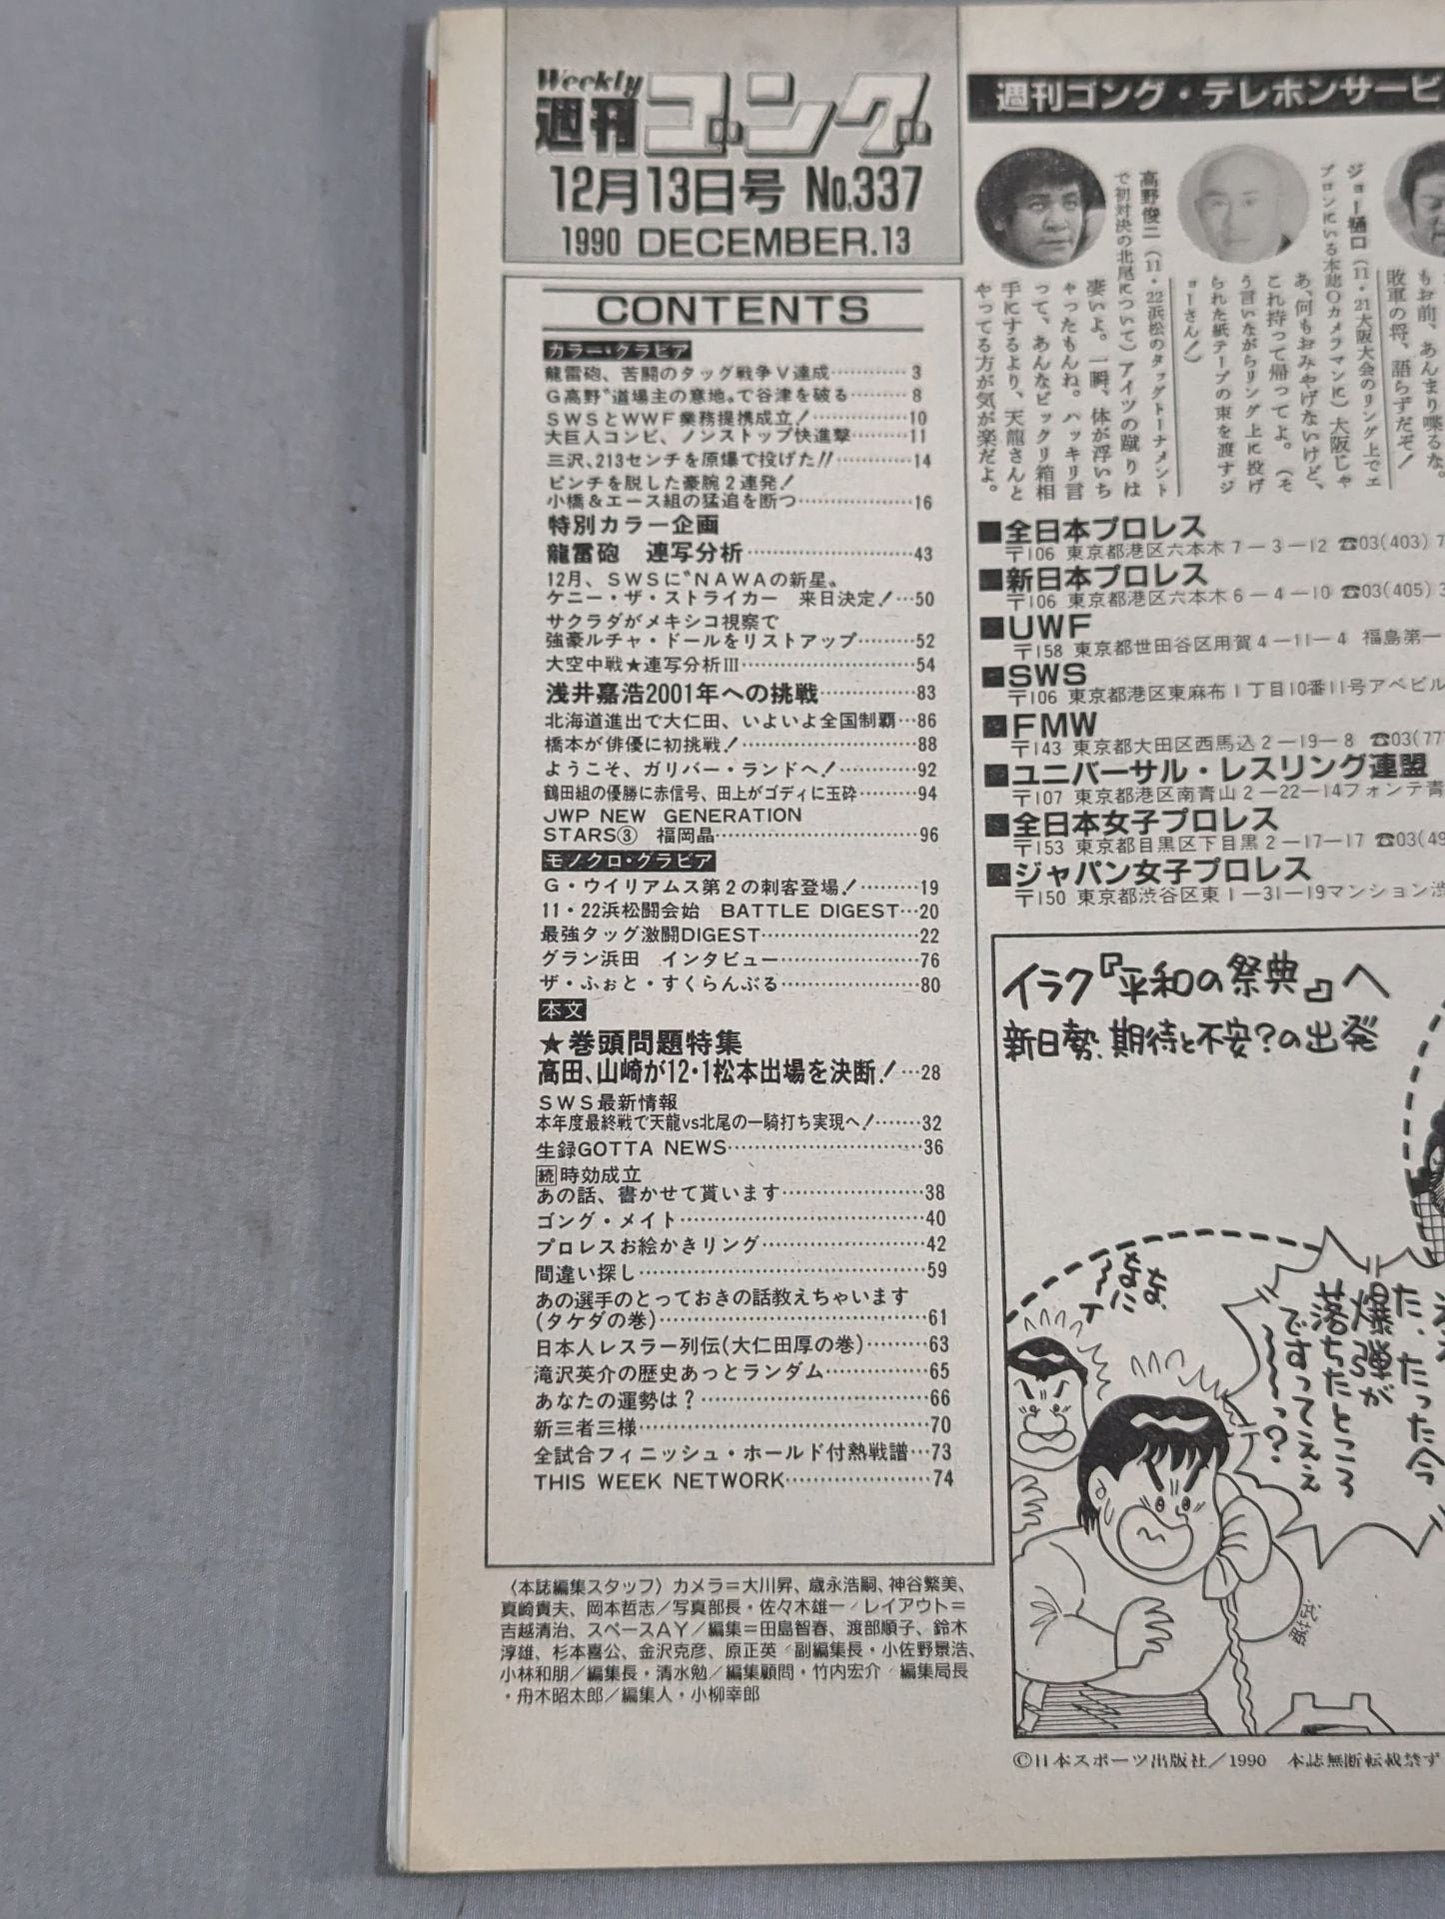 Weekly
週刊ゴング
12月13日号 No.337
1990 DECEMBER.13
CONTENTS
カラー・グラビア
龍雷砲、苦闘のタッグ戦争V達成…………3
G高野〝道場主の意地〟で谷津を破る………8
SWSとWWF業務提携成立!……………10
大巨人コンビ、ノンストップ快進撃………11
三沢、213センチを原爆で投げた!!…………14
ピンチを脱した豪腕2連発!
小橋&エース組の猛追を断つ………………16
特別カラー企画
龍雷砲 連写分析……………………43
12月、SWSに〝NAWAの新星〟
ケニー・ザ・ストライカー 来日決定!…50
サクラダがメキシコ視察で
強豪ルチャ・ドールをリストアップ………52
大空中戦★連写分析III……………………54
浅井嘉浩2001年への挑戦……………83
北海道進出で大仁田、いよいよ全国制覇…86
橋本が俳優に初挑戦!………………………88
ようこそ、ガリバー・ランドへ!…………92
鶴田組の優勝に赤信号、田上がゴディに玉砕………94
JWP NEW GENERATION
STARS③ 福岡晶…………………………96
モノクロ・グラビア
G・ウイリアムス第2の刺客登場!………19
11・22浜松闘会始 BATTLE DIGEST…20
最強タッグ激闘DIGEST……………………22
グラン浜田 インタビュー…………………76
ザ・ふぉと・すくらんぶる…………………80
本文
★巻頭問題特集
高田、山崎が12・1松本出場を決断!…28
SWS最新情報
本年度最終戦で天龍vs北尾の一騎打ち実現へ!……32
生録GOTTA NEWS…………………………36
続時効成立
あの話、書かせて貰います…………………38
ゴング・メイト………………………………40
プロレスお絵かきリング……………………42
間違い探し……………………………………59
あの選手のとっておきの話教えちゃいます
(タケダの巻)…………………………………61
日本人レスラー列伝(大仁田厚の巻)………63
滝沢英介の歴史あっとランダム……………65
あなたの運勢は?……………………………66
新三者三様……………………………………70
全試合フィニッシュ・ホールド付熱戦譜…73
THIS WEEK NETWORK…………………74
〈本誌編集スタッフ〉カメラ=大川昇、歳永浩嗣、神谷繁美、
真崎貴夫、岡本哲志/写真部長・佐々木雄一/レイアウト=
吉越清治、スペースAY/編集=田島智春、渡部順子、鈴木
淳雄、杉本喜公、金沢克彦、原正英/副編集長・小佐野景浩、
小林和朋/編集長・清水勉/編集顧問・竹内宏介/編集局長
・舟木昭太郎/編集人・小柳幸郎
週刊ゴング・テレホンサービ
もお前、あんまり喋るな。
敗軍の将、語らずだぞ!
ジョー樋口(11・21大阪大会のリング上でエ
プロンにいる本誌Oカメラマンに)大阪じゃ
あ、何もおみやげないけど、
これ持って帰ってよ。(そ
う言いながらリング上に投げ
られた紙テープの束を渡すジ
ョーさん!)
高野俊二(11・22浜松のタッグトーナメント
で初対決の北尾について)アイツの蹴りは
凄いよ。一瞬、体が浮いち
ゃったもんね。ハッキリ言
って、あんなビックリ箱相
手にするより、天龍さんと
やってる方が気が楽だよ。
■全日本プロレス
〒106 東京都港区六本木7-3-12 ☎03(403)7
■新日本プロレス
〒106 東京都港区六本木6-4-10 ☎03(405)3
■UWF
〒158 東京都世田谷区用賀4-11-4 福島第一
■SWS
〒106 東京都港区東麻布1丁目10番11号アベビル
■FMW
〒143 東京都大田区西馬込2-19-8 ☎03(77
■ユニバーサル・レスリング連盟
〒107 東京都港区南青山2-22-14フォンテ青
■全日本女子プロレス
〒153 東京都目黒区下目黒2-17-17 ☎03(49
■ジャパン女子プロレス
〒150 東京都渋谷区東1-31-19マンション渋
イラク『平和の祭典』へ
新日勢、期待と不安?の出発
た、たった今
爆弾が
落ちたところ
ですってえぇ
〜〜〜っ?
な、
なに
〜〜っ
©日本スポーツ出版社/1990 本誌無断転載禁ず